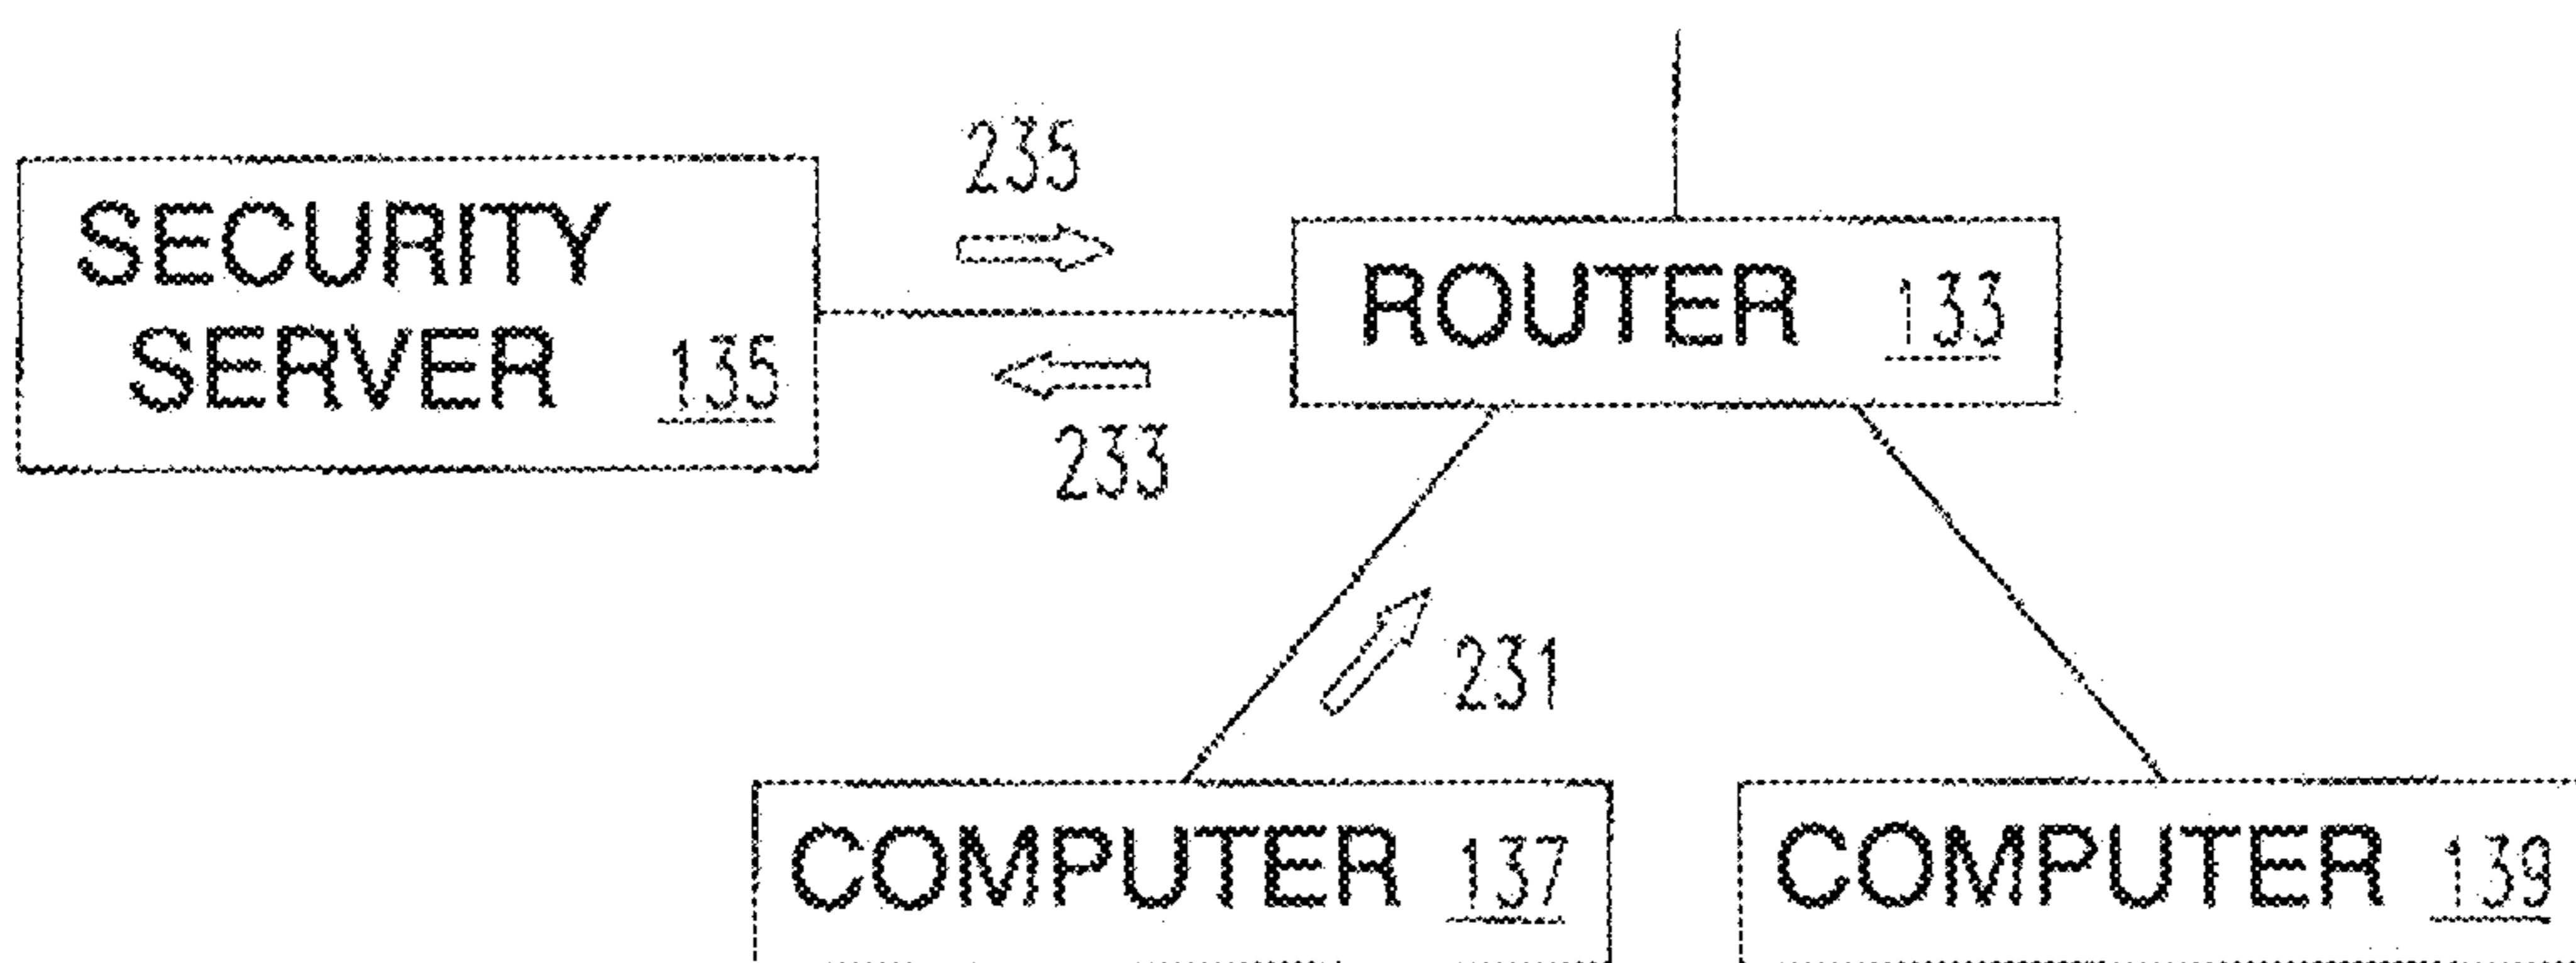 235
SECURITY
SERVER 135
ROUTER 133
233
231
COMPUTER 137
COMPUTER 139